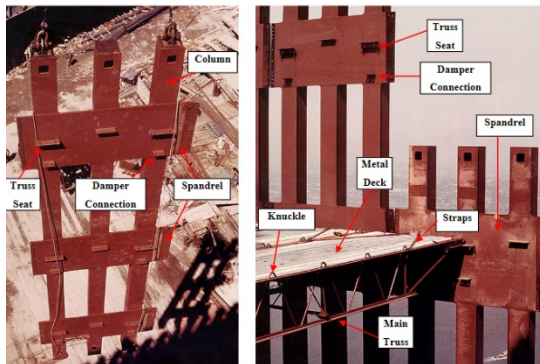 Column
Truss
Seat
Damper
Connection
Spandrel
Truss
Seat
Damper
Connection
Spandrel
Metal
Deck
Knuckle
Straps
Main
Truss